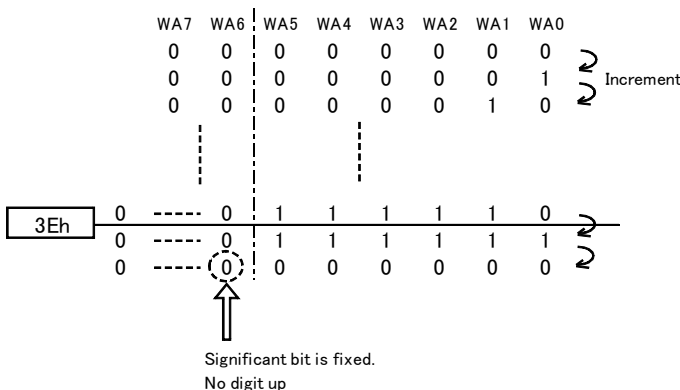 WA7 WA6 WA5 WA4 WA3 WA2 WA1 WA0
0 0 0 0 0 0 0 0
0 0 0 0 0 0 0 1
Increment
0 0 0 0 0 0 1 0
3Eh
0 ----- 0 1 1 1 1 1 0
0 ----- 0 1 1 1 1 1 1
0 ----- 0 0 0 0 0 0 0
Significant bit is fixed.
No digit up